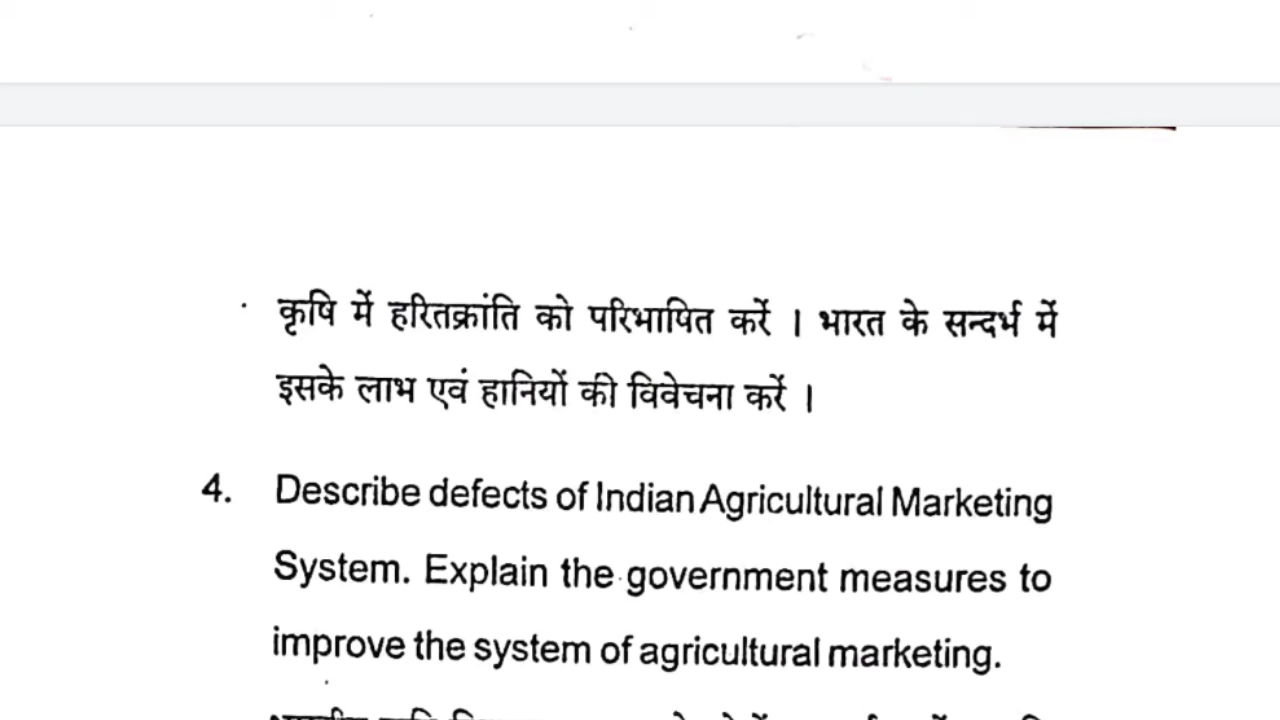 कृषि में हरितक्रांति को परिभाषित करें । भारत के सन्दर्भ में
इसके लाभ एवं हानियों की विवेचना करें ।
4. Describe defects of Indian Agricultural Marketing
System. Explain the government measures to
improve the system of agricultural marketing.